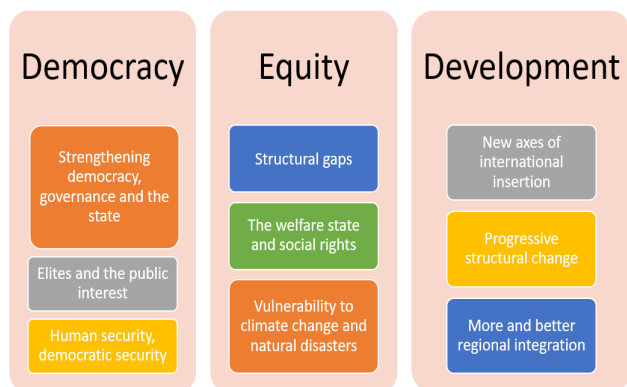 Democracy
Strengthening
democracy,
governance and the
state
Elites and the public
interest
Human security,
democratic security
Equity
Structural gaps
The welfare state
and social rights
Vulnerability to
climate change and
natural disasters
Development
New axes of
international
insertion
Progressive
structural change
More and better
regional integration